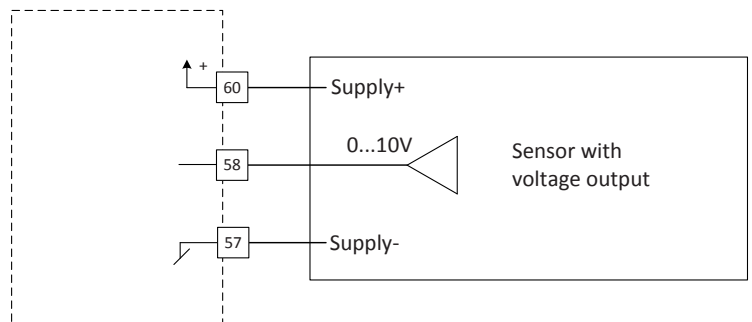 +
60
Supply+
0...10V
58
Sensor with
voltage output
57
Supply-